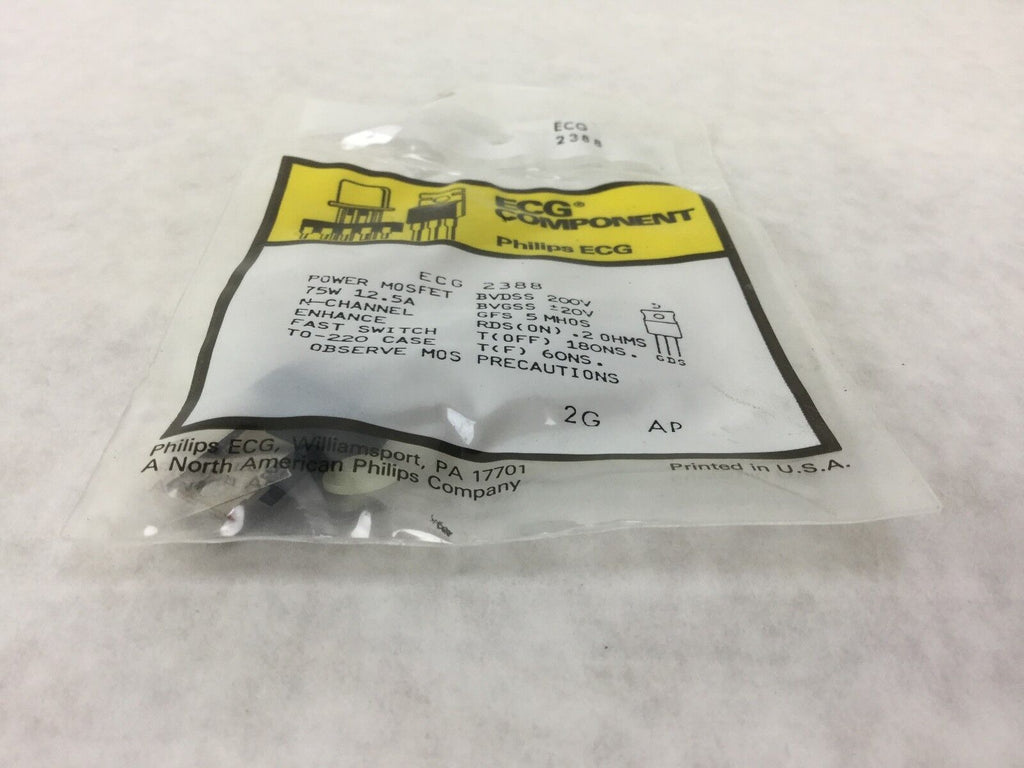 ECG
2388
ECG®
COMPONENT
Philips ECG
ECG 2388
POWER MOSFET
75W 12.5A
N-CHANNEL
ENHANCE
FAST SWITCH
TO-220 CASE
BVDSS 200V
BVGSS ±20V
GFS 5 MHOS
RDS(ON) .2 OHMS
T(OFF) 180NS.
T(F) 60NS.
OBSERVE MOS PRECAUTIONS
D
GDS
2G AP
Philips ECG, Williamsport, PA 17701
A North American Philips Company
Printed in U.S.A.